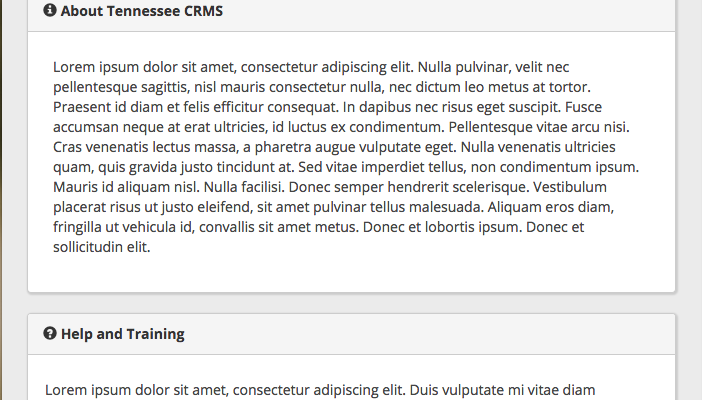 About Tennessee CRMS
Lorem ipsum dolor sit amet, consectetur adipiscing elit. Nulla pulvinar, velit nec
pellentesque sagittis, nisl mauris consectetur nulla, nec dictum leo metus at tortor.
Praesent id diam et felis efficitur consequat. In dapibus nec risus eget suscipit. Fusce
accumsan neque at erat ultricies, id luctus ex condimentum. Pellentesque vitae arcu nisi.
Cras venenatis lectus massa, a pharetra augue vulputate eget. Nulla venenatis ultricies
quam, quis gravida justo tincidunt at. Sed vitae imperdiet tellus, non condimentum ipsum.
Mauris id aliquam nisl. Nulla facilisi. Donec semper hendrerit scelerisque. Vestibulum
placerat risus ut justo eleifend, sit amet pulvinar tellus malesuada. Aliquam eros diam,
fringilla ut vehicula id, convallis sit amet metus. Donec et lobortis ipsum. Donec et
sollicitudin elit.
Help and Training
Lorem ipsum dolor sit amet, consectetur adipiscing elit. Duis vulputate mi vitae diam